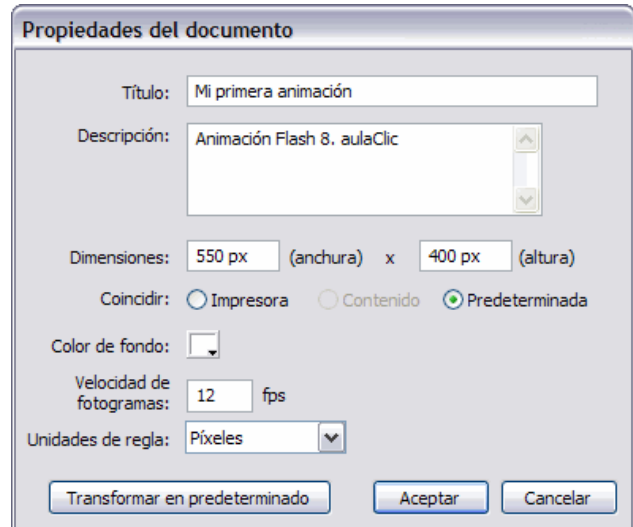 Propiedades del documento
Título: Mi primera animación
Descripción: Animación Flash 8. aulaClic
Dimensiones: 550 px (anchura) x 400 px (altura)
Coincidir: Impresora Contenido Predeterminada
Color de fondo:
Velocidad de
fotogramas: 12 fps
Unidades de regla: Píxeles
Transformar en predeterminado Aceptar Cancelar